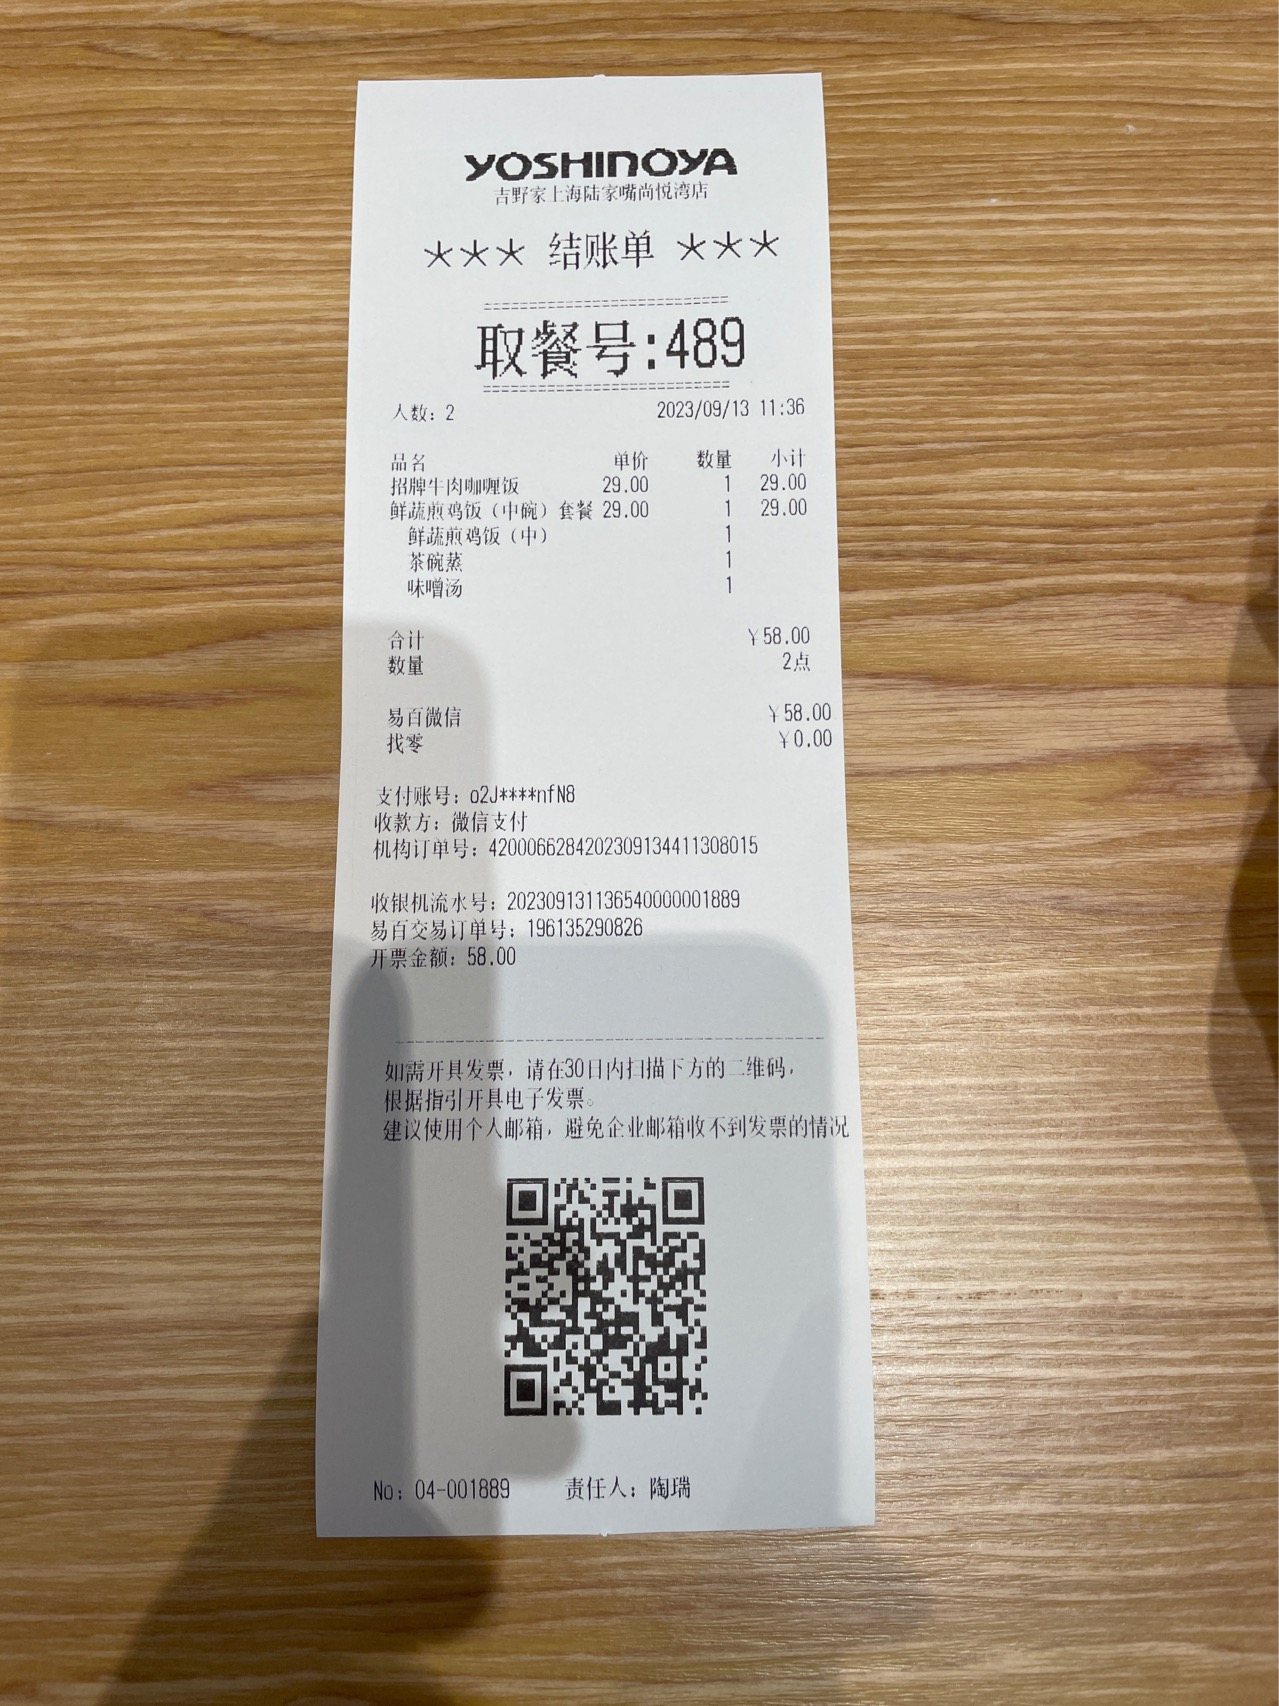 YOSHINOYA
吉野家上海陆家嘴尚悦湾店
*** 结账单 ***
==========================
取餐号:489
==========================
人数: 2 2023/09/13 11:36
品名 单价 数量 小计
招牌牛肉咖喱饭 29.00 1 29.00
鲜蔬煎鸡饭（中碗）套餐 29.00 1 29.00
鲜蔬煎鸡饭（中） 1
茶碗蒸 1
味噌汤 1
合计 ¥58.00
数量 2点
易百微信 ¥58.00
找零 ¥0.00
支付账号: o2J****nfN8
收款方: 微信支付
机构订单号: 4200066284202309134411308015
收银机流水号: 2023091311365400000001889
易百交易订单号: 196135290826
开票金额: 58.00
如需开具发票，请在30日内扫描下方的二维码，
根据指引开具电子发票。
建议使用个人邮箱，避免企业邮箱收不到发票的情况
No: 04-001889 责任人: 陶瑞